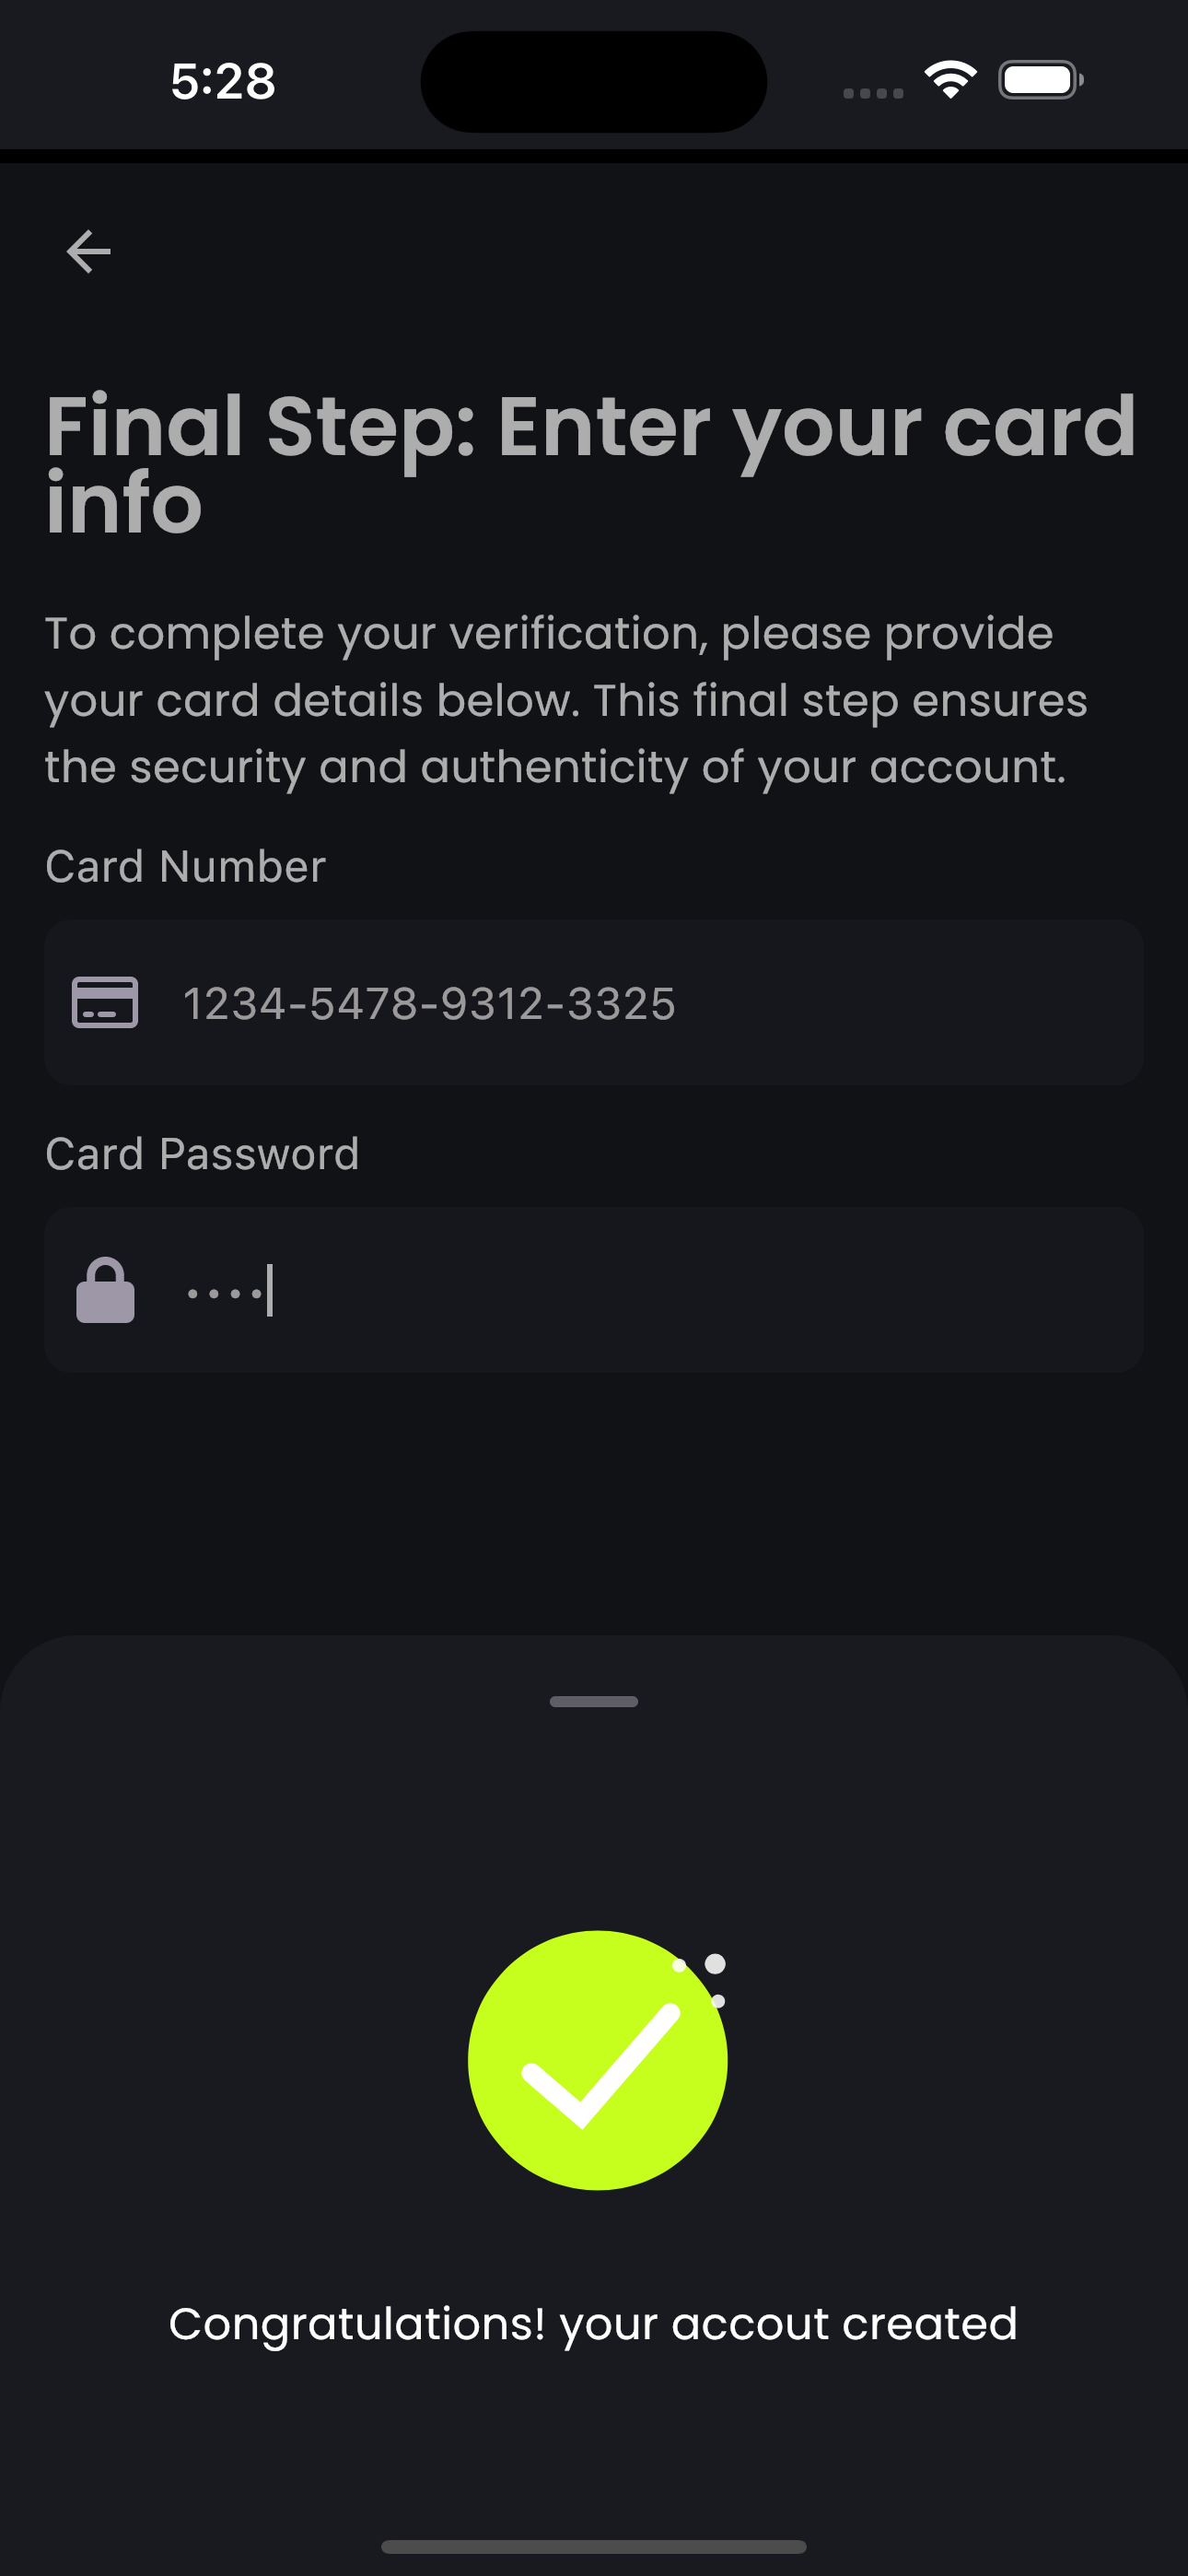 5:28
Final Step: Enter your card
info
To complete your verification, please provide
your card details below. This final step ensures
the security and authenticity of your account.
Card Number
1234-5478-9312-3325
Card Password
••••
Congratulations! your accout created